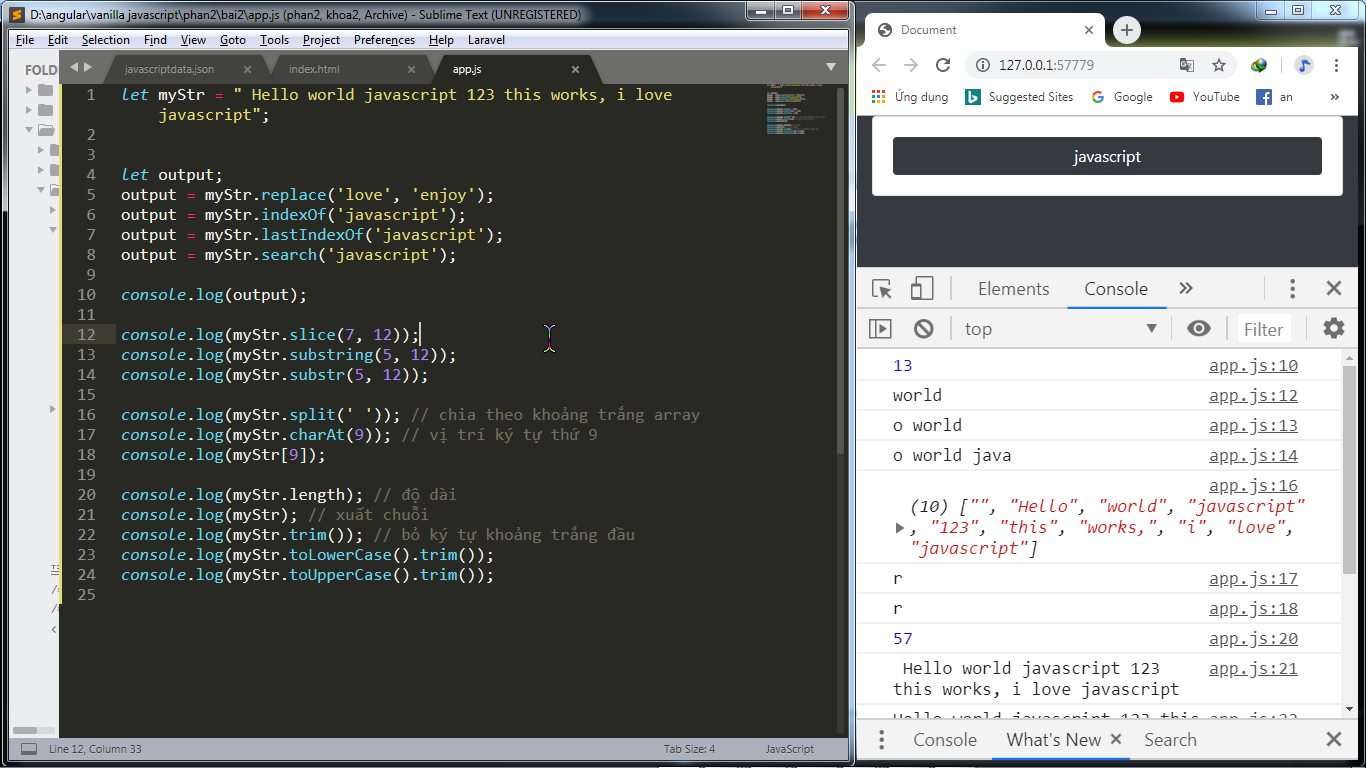 D:\angular\vanilla javascript\phan2\bai2\app.js (phan2, khoa2, Archive) - Sublime Text (UNREGISTERED)
File Edit Selection Find View Goto Tools Project Preferences Help Laravel
FOLD
javascriptdata.json index.html app.js
1 let myStr = " Hello world javascript 123 this works, i love
javascript";
2
3
4 let output;
5 output = myStr.replace('love', 'enjoy');
6 output = myStr.indexOf('javascript');
7 output = myStr.lastIndexOf('javascript');
8 output = myStr.search('javascript');
9
10 console.log(output);
11
12 console.log(myStr.slice(7, 12));
13 console.log(myStr.substring(5, 12));
14 console.log(myStr.substr(5, 12));
15
16 console.log(myStr.split(' ')); // chia theo khoảng trắng array
17 console.log(myStr.charAt(9)); // vị trí ký tự thứ 9
18 console.log(myStr[9]);
19
20 console.log(myStr.length); // độ dài
21 console.log(myStr); // xuất chuỗi
22 console.log(myStr.trim()); // bỏ ký tự khoảng trắng đầu
23 console.log(myStr.toLowerCase().trim());
24 console.log(myStr.toUpperCase().trim());
25
Line 12, Column 33 Tab Size: 4 JavaScript
Document
127.0.0.1:57779
Ứng dụng Suggested Sites Google YouTube an »
javascript
Elements Console »
top Filter
13 app.js:10
world app.js:12
o world app.js:13
o world java app.js:14
app.js:16
(10) ["", "Hello", "world", "javascript"
, "123", "this", "works,", "i", "love",
"javascript"]
r app.js:17
r app.js:18
57 app.js:20
Hello world javascript 123 app.js:21
this works, i love javascript
Hello world javascript 123 this app.js:22
Console What's New Search